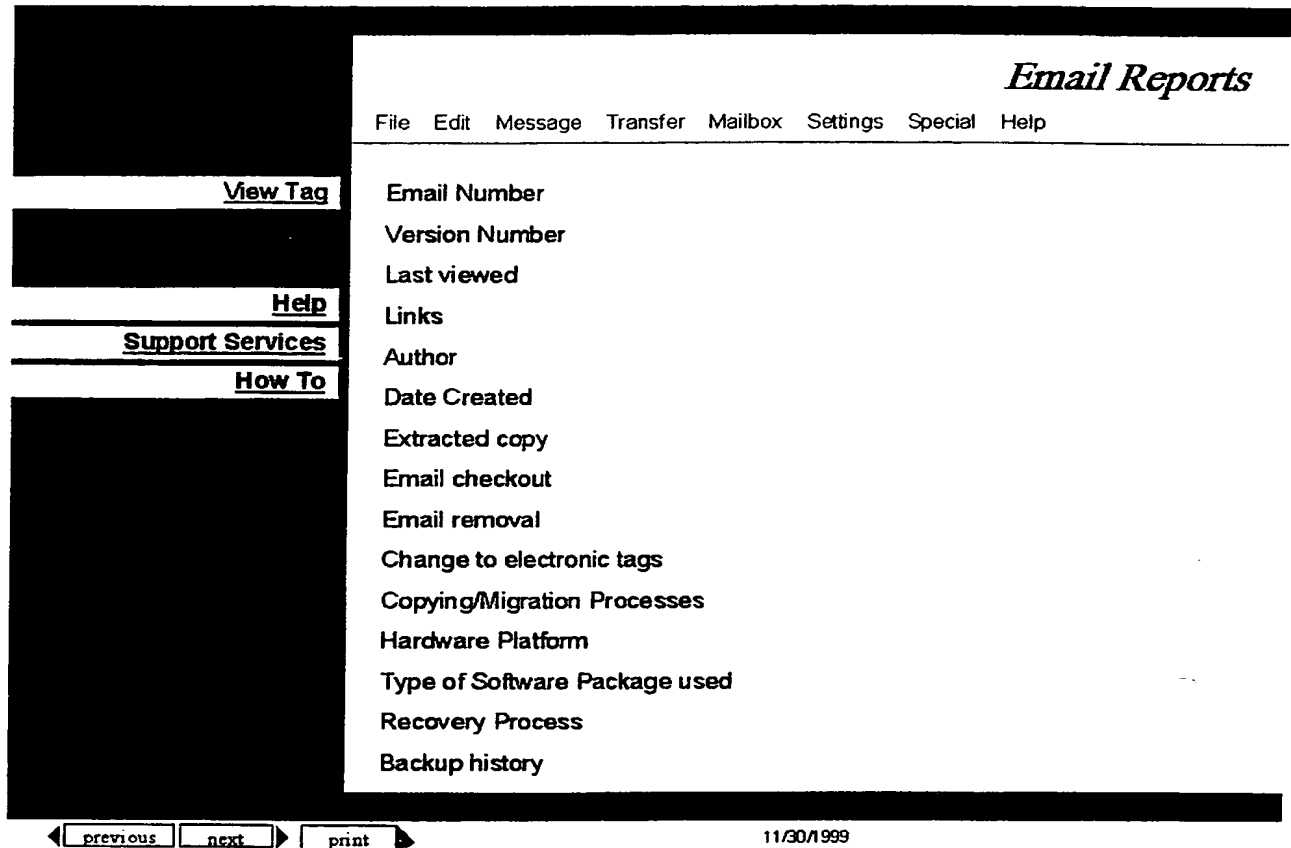 Email Reports
File Edit Message Transfer Mailbox Settings Special Help
View Tag
Help
Support Services
How To
Email Number
Version Number
Last viewed
Links
Author
Date Created
Extracted copy
Email checkout
Email removal
Change to electronic tags
Copying/Migration Processes
Hardware Platform
Type of Software Package used
Recovery Process
Backup history
previous next print
11/30/1999